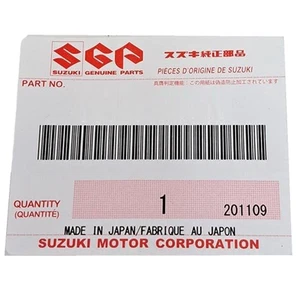 SGP
SUZUKI GENUINE PARTS
スズキ純正部品
PIÈCES D'ORIGINE DE SUZUKI
PART NO.
QUANTITY
(QUANTITÉ)
1
201109
MADE IN JAPAN/FABRIQUE AU JAPON
SUZUKI MOTOR CORPORATION